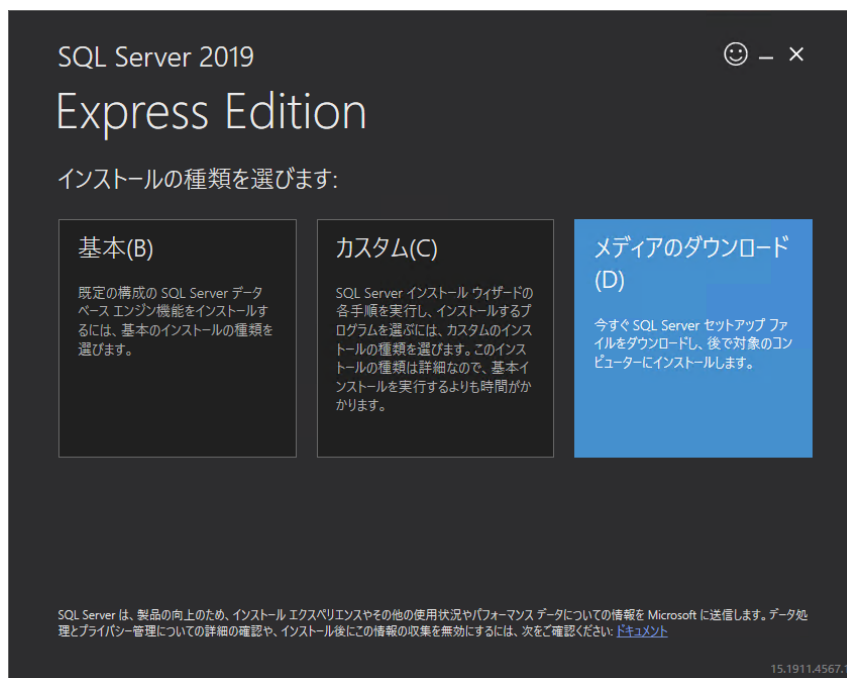 SQL Server 2019
Express Edition
インストールの種類を選びます:
基本(B)
既定の構成の SQL Server データ
ベース エンジン機能をインストールす
るには、基本のインストールの種類を
選びます。
カスタム(C)
SQL Server インストール ウィザードの
各手順を実行し、インストールするプ
ログラムを選ぶには、カスタムのインス
トールの種類を選びます。このインス
トールの種類は詳細なので、基本イ
ンストールを実行するよりも時間がか
かります。
メディアのダウンロード
(D)
今すぐ SQL Server セットアップ ファ
イルをダウンロードし、後で対象のコン
ピューターにインストールします。
SQL Server は、製品の向上のため、インストール エクスペリエンスやその他の使用状況やパフォーマンス データについての情報を Microsoft に送信します。データ処
理とプライバシー管理についての詳細の確認や、インストール後にこの情報の収集を無効にするには、次をご確認ください: ドキュメント
15.1911.4567.1